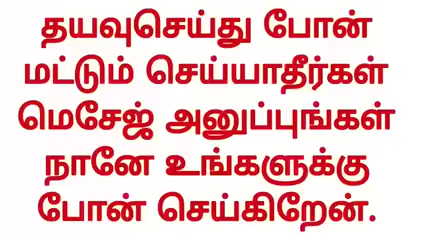 தயவுசெய்து போன்
மட்டும் செய்யாதீர்கள்
மெசேஜ் அனுப்புங்கள்
நானே உங்களுக்கு
போன் செய்கிறேன்.